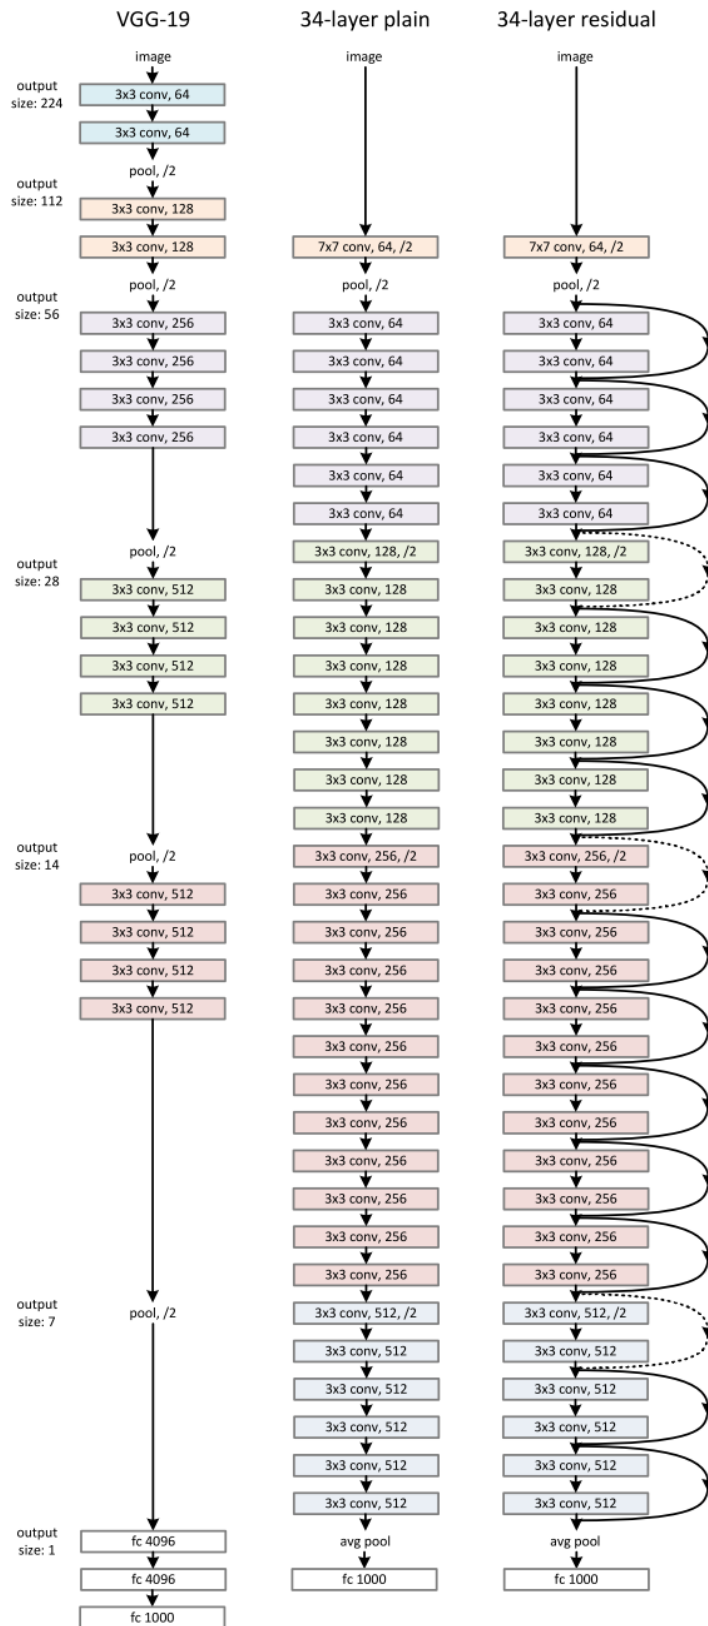 output
size: 224
output
size: 112
output
size: 56
output
size: 28
output
size: 14
output
size: 7
output
size: 1
VGG-19
image
3x3 conv, 64
3x3 conv, 64
pool, /2
3x3 conv, 128
3x3 conv, 128
pool, /2
3x3 conv, 256
3x3 conv, 256
3x3 conv, 256
3x3 conv, 256
pool, /2
3x3 conv, 512
3x3 conv, 512
3x3 conv, 512
3x3 conv, 512
pool, /2
3x3 conv, 512
3x3 conv, 512
3x3 conv, 512
3x3 conv, 512
pool, /2
fc 4096
fc 4096
fc 1000
34-layer plain
image
7x7 conv, 64, /2
pool, /2
3x3 conv, 64
3x3 conv, 64
3x3 conv, 64
3x3 conv, 64
3x3 conv, 64
3x3 conv, 64
3x3 conv, 128, /2
3x3 conv, 128
3x3 conv, 128
3x3 conv, 128
3x3 conv, 128
3x3 conv, 128
3x3 conv, 128
3x3 conv, 128
3x3 conv, 256, /2
3x3 conv, 256
3x3 conv, 256
3x3 conv, 256
3x3 conv, 256
3x3 conv, 256
3x3 conv, 256
3x3 conv, 256
3x3 conv, 256
3x3 conv, 256
3x3 conv, 256
3x3 conv, 256
3x3 conv, 512, /2
3x3 conv, 512
3x3 conv, 512
3x3 conv, 512
3x3 conv, 512
3x3 conv, 512
avg pool
fc 1000
34-layer residual
image
7x7 conv, 64, /2
pool, /2
3x3 conv, 64
3x3 conv, 64
3x3 conv, 64
3x3 conv, 64
3x3 conv, 64
3x3 conv, 64
3x3 conv, 128, /2
3x3 conv, 128
3x3 conv, 128
3x3 conv, 128
3x3 conv, 128
3x3 conv, 128
3x3 conv, 128
3x3 conv, 128
3x3 conv, 256, /2
3x3 conv, 256
3x3 conv, 256
3x3 conv, 256
3x3 conv, 256
3x3 conv, 256
3x3 conv, 256
3x3 conv, 256
3x3 conv, 256
3x3 conv, 256
3x3 conv, 256
3x3 conv, 256
3x3 conv, 512, /2
3x3 conv, 512
3x3 conv, 512
3x3 conv, 512
3x3 conv, 512
3x3 conv, 512
avg pool
fc 1000